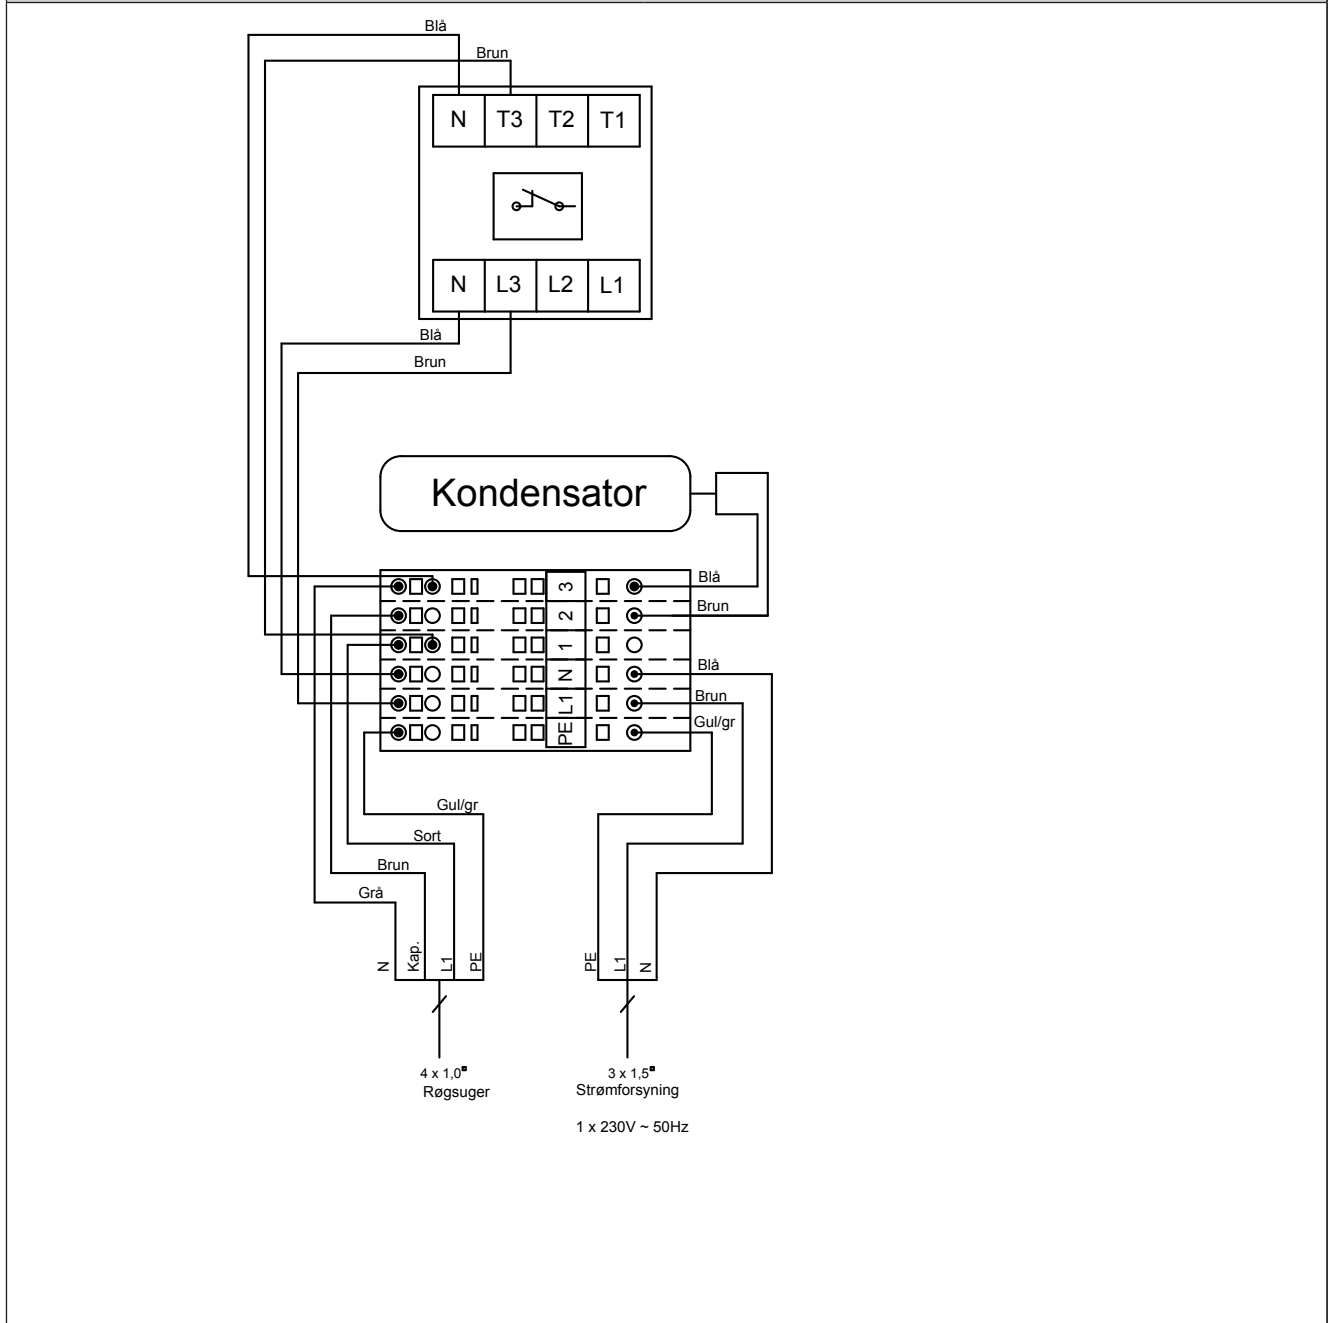 Blå
Brun
N T3 T2 T1
N L3 L2 L1
Blå
Brun
Kondensator
3 Blå
2 Brun
1
N Blå
L1 Brun
PE Gul/gr
Gul/gr
Sort
Brun
Grå
N Kap. L1 PE PE L1 N
4 x 1,0 3 x 1,5
Røgsuger Strømforsyning
1 x 230V ~ 50Hz